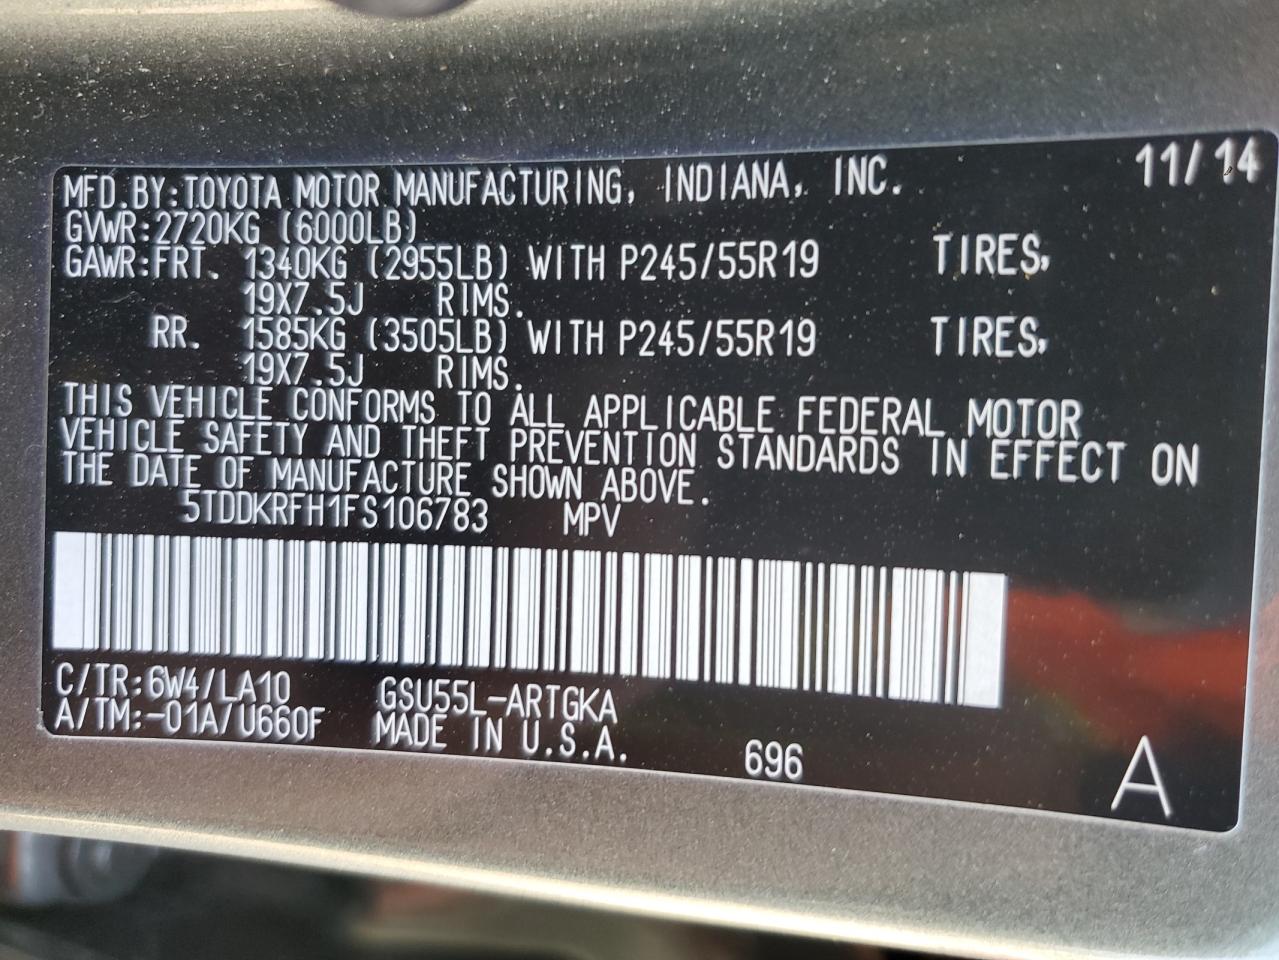 11/14
MFD.BY:TOYOTA MOTOR MANUFACTURING, INDIANA, INC.
GVWR:2720KG (6000LB)
GAWR:FRT. 1340KG (2955LB) WITH P245/55R19 TIRES,
19X7.5J RIMS.
RR. 1585KG (3505LB) WITH P245/55R19 TIRES,
19X7.5J RIMS.
THIS VEHICLE CONFORMS TO ALL APPLICABLE FEDERAL MOTOR
VEHICLE SAFETY AND THEFT PREVENTION STANDARDS IN EFFECT ON
THE DATE OF MANUFACTURE SHOWN ABOVE.
5TDDKRFH1FS106783 MPV
C/TR:6W4/LA10 GSU55L-ARTGKA
A/TM:-01A/U660F MADE IN U.S.A.
696
A